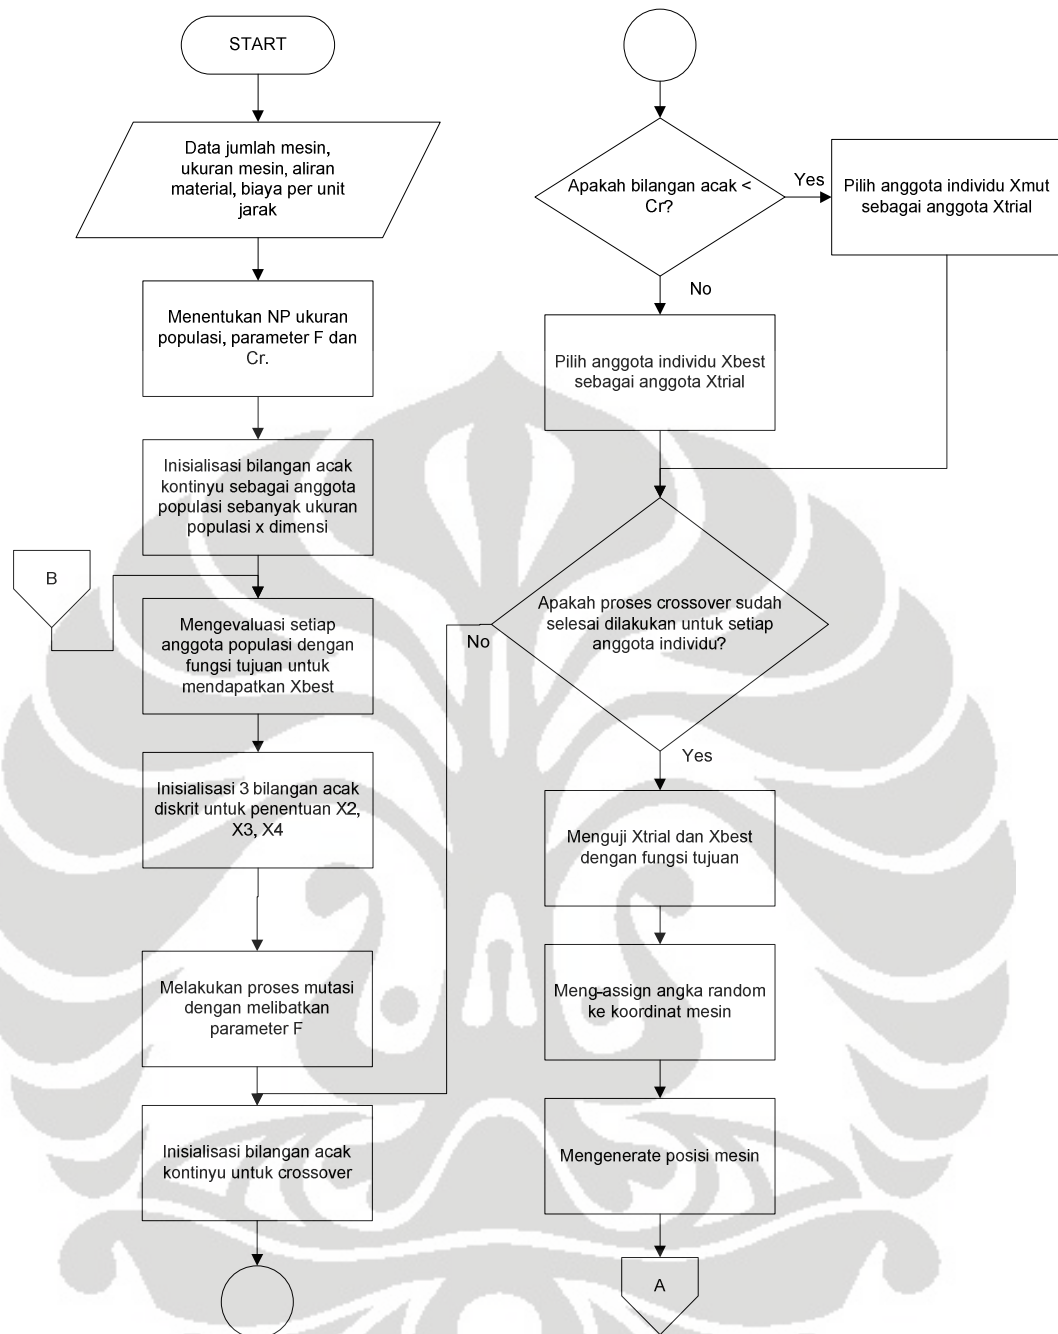 START
Data jumlah mesin,
ukuran mesin, aliran
material, biaya per unit
jarak
Menentukan NP ukuran
populasi, parameter F dan
Cr.
Inisialisasi bilangan acak
kontinyu sebagai anggota
populasi sebanyak ukuran
populasi x dimensi
B
Mengevaluasi setiap
anggota populasi dengan
fungsi tujuan untuk
mendapatkan Xbest
Inisialisasi 3 bilangan acak
diskrit untuk penentuan X2,
X3, X4
Melakukan proses mutasi
dengan melibatkan
parameter F
Inisialisasi bilangan acak
kontinyu untuk crossover
Apakah bilangan acak <
Cr?
Yes
Pilih anggota individu Xmut
sebagai anggota Xtrial
No
Pilih anggota individu Xbest
sebagai anggota Xtrial
Apakah proses crossover sudah
selesai dilakukan untuk setiap
anggota individu?
No
Yes
Menguji Xtrial dan Xbest
dengan fungsi tujuan
Meng-assign angka random
ke koordinat mesin
Mengenerate posisi mesin
A